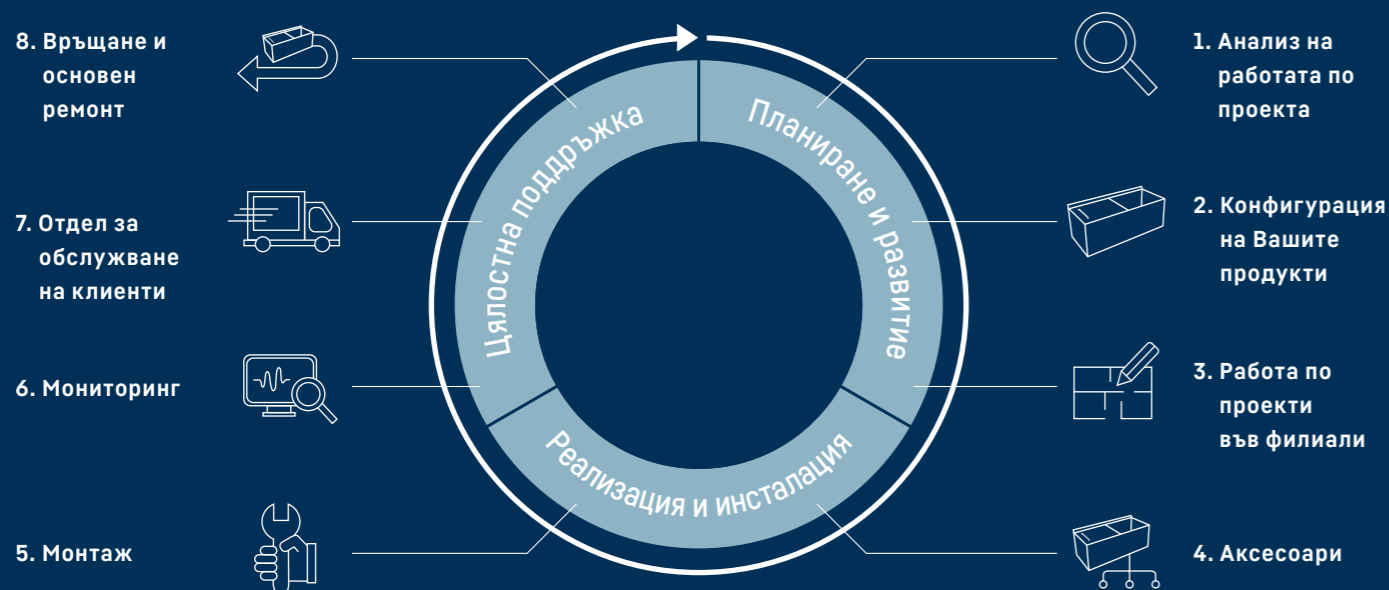 8. Връщане и
основен
ремонт
7. Отдел за
обслужване
на клиенти
6. Мониторинг
5. Монтаж
Цялостна поддръжка
Планиране и развитие
Реализация и инсталация
1. Анализ на
работата по
проекта
2. Конфигурация
на Вашите
продукти
3. Работа по
проекти
във филиали
4. Аксесоари